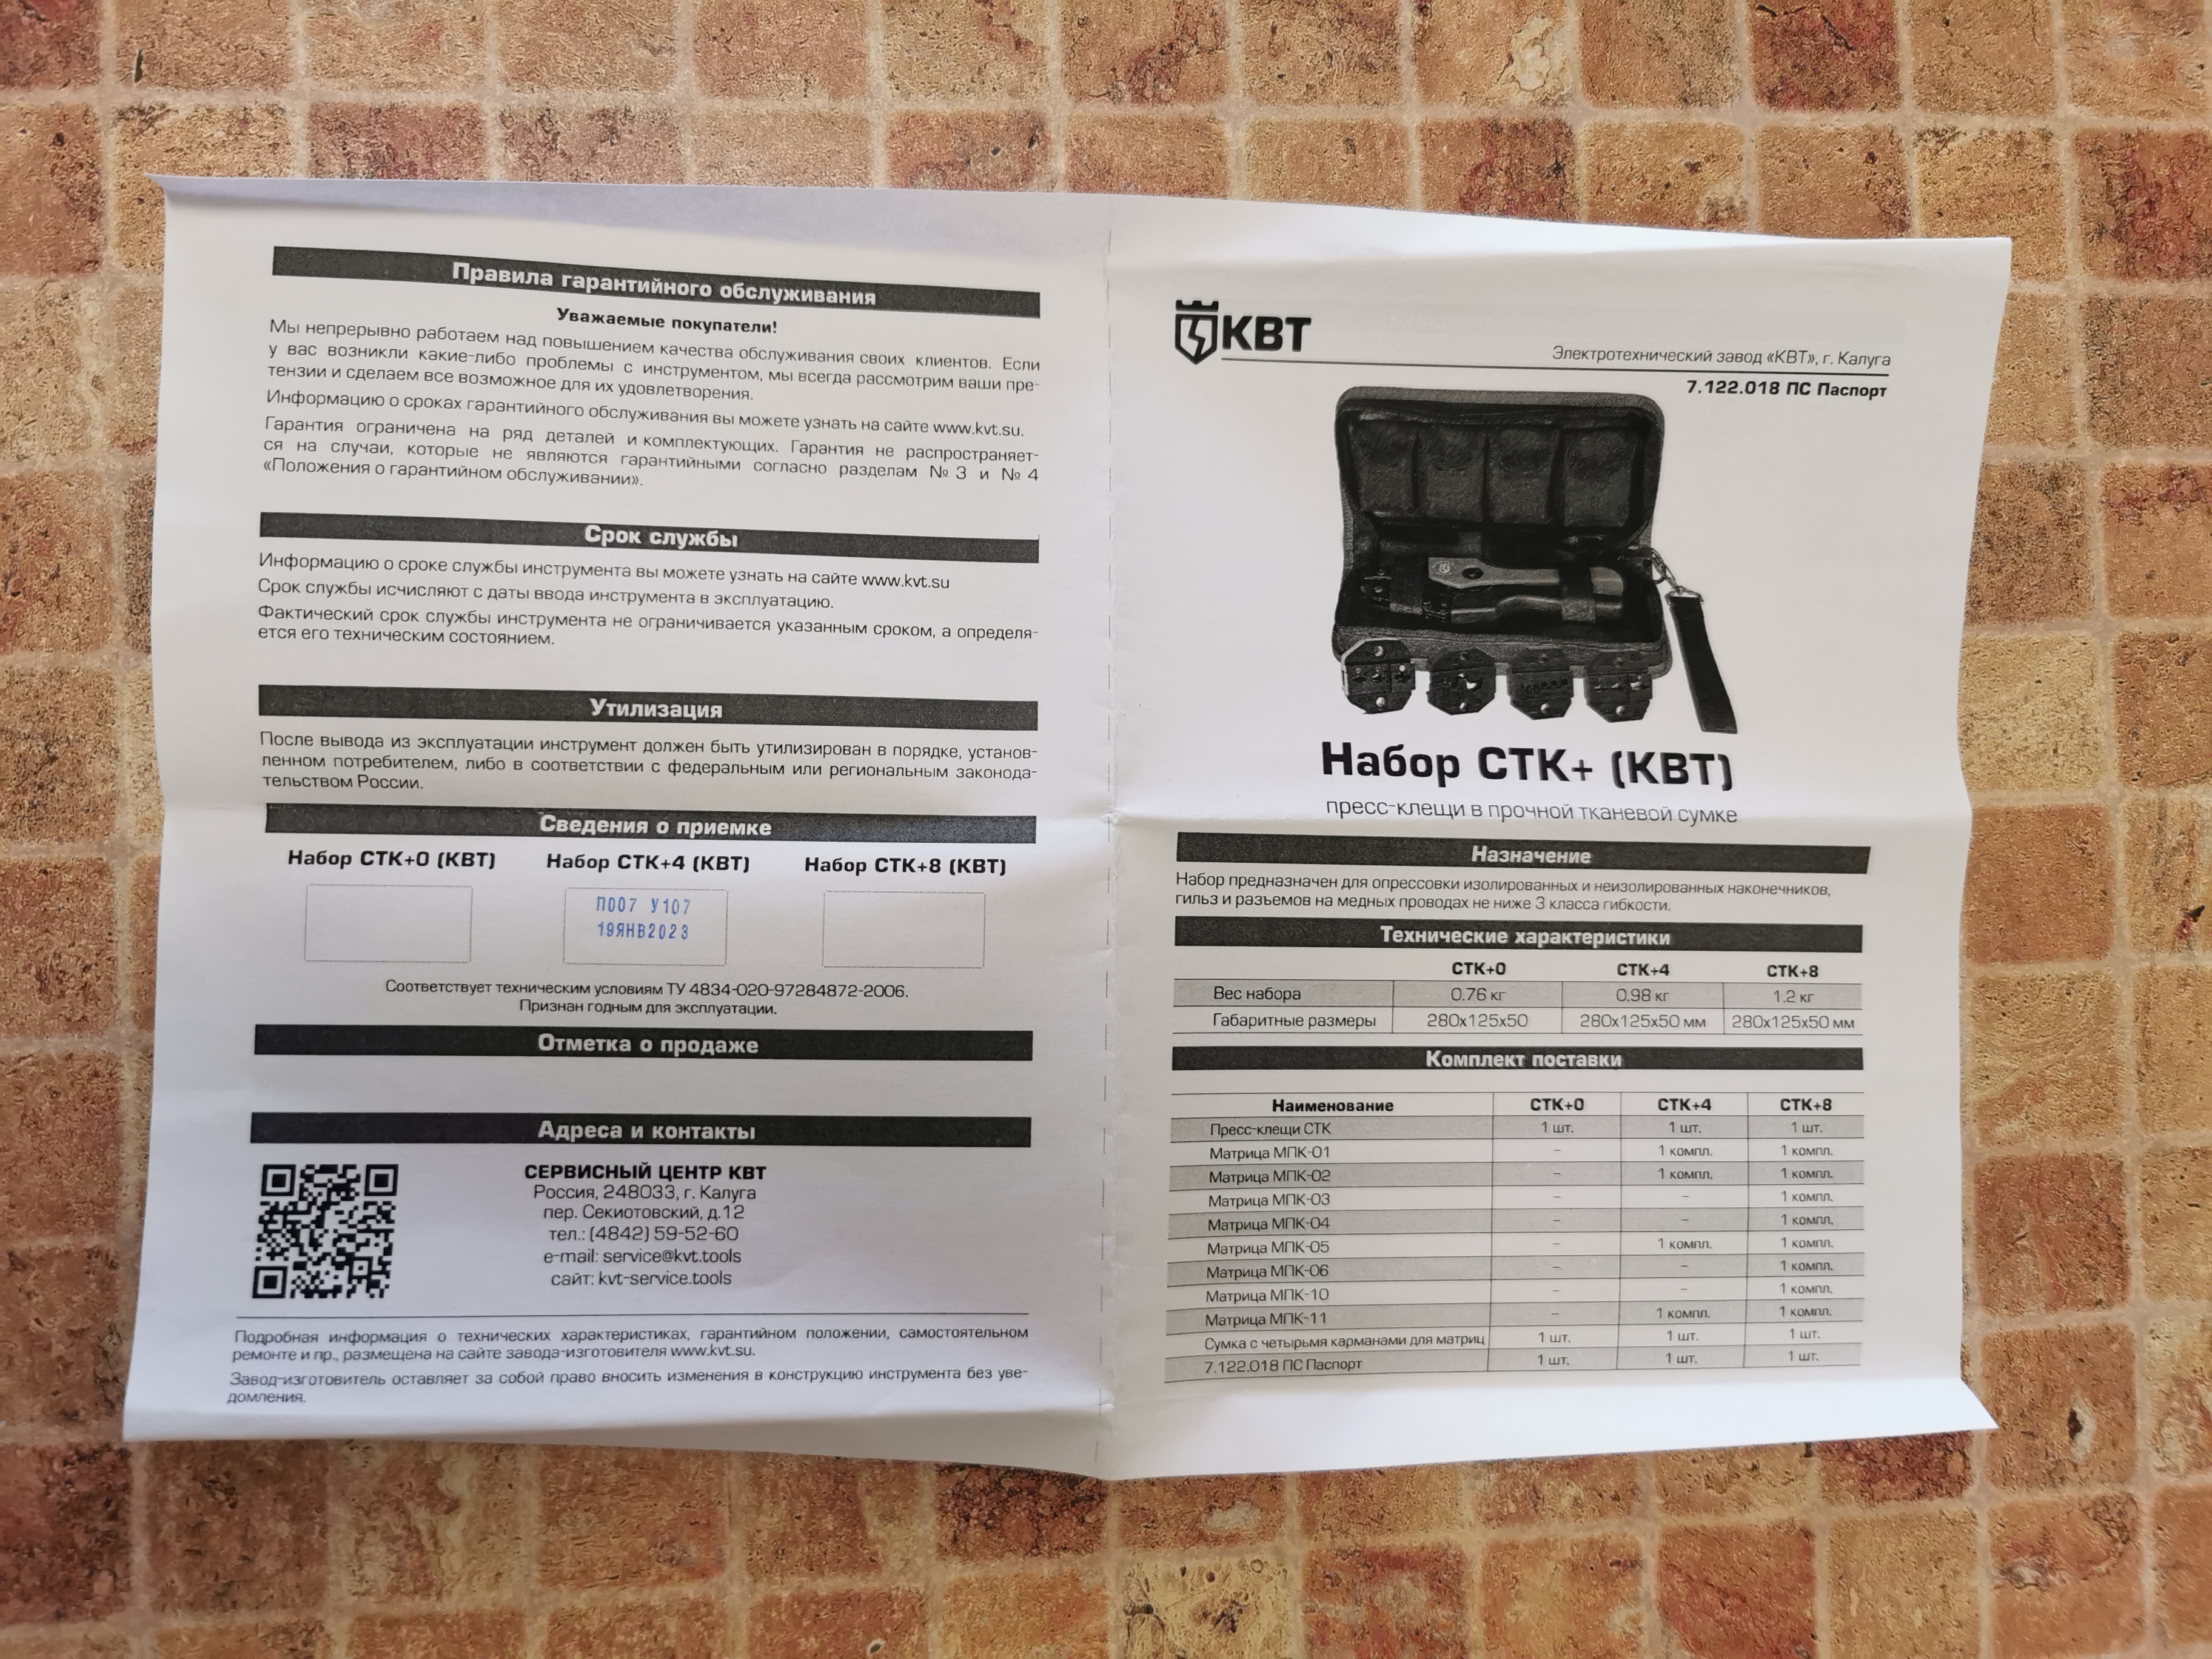 Правила гарантийного обслуживания
Уважаемые покупатели!
Мы непрерывно работаем над повышением качества обслуживания своих клиентов. Если
у вас возникли какие-либо проблемы с инструментом, мы всегда рассмотрим ваши пре-
тензии и сделаем все возможное для их удовлетворения.
Информацию о сроках гарантийного обслуживания вы можете узнать на сайте www.kvt.su.
Гарантия ограничена на ряд деталей и комплектующих. Гарантия не распространяет-
ся на случаи, которые не являются гарантийными согласно разделам № 3 и № 4
«Положения о гарантийном обслуживании».
Срок службы
Информацию о сроке службы инструмента вы можете узнать на сайте www.kvt.su
Срок службы исчисляют с даты ввода инструмента в эксплуатацию.
Фактический срок службы инструмента не ограничивается указанным сроком, а определя-
ется его техническим состоянием.
Утилизация
После вывода из эксплуатации инструмент должен быть утилизирован в порядке, установ-
ленном потребителем, либо в соответствии с федеральным или региональным законода-
тельством России.
Сведения о приемке
Набор СТК+0 (КВТ) Набор СТК+4 (КВТ) Набор СТК+8 (КВТ)
П007 У107
19ЯНВ2023
Соответствует техническим условиям ТУ 4834-020-97284872-2006.
Признан годным для эксплуатации.
Отметка о продаже
Адреса и контакты
СЕРВИСНЫЙ ЦЕНТР КВТ
Россия, 248033, г. Калуга
пер. Секиотовский, д.12
тел.: (4842) 59-52-60
e-mail: service@kvt.tools
сайт: kvt-service.tools
Подробная информация о технических характеристиках, гарантийном положении, самостоятельном
ремонте и пр., размещена на сайте завода-изготовителя www.kvt.su.
Завод-изготовитель оставляет за собой право вносить изменения в конструкцию инструмента без уве-
домления.
КВТ
Электротехнический завод «КВТ», г. Калуга
7.122.018 ПС Паспорт
Набор СТК+ (КВТ)
пресс-клещи в прочной тканевой сумке
Назначение
Набор предназначен для опрессовки изолированных и неизолированных наконечников,
гильз и разъемов на медных проводах не ниже 3 класса гибкости.
Технические характеристики
СТК+0 СТК+4 СТК+8
Вес набора 0.76 кг 0.98 кг 1.2 кг
Габаритные размеры 280x125x50 280x125x50 мм 280x125x50 мм
Комплект поставки
Наименование СТК+0 СТК+4 СТК+8
Пресс-клещи СТК 1 шт. 1 шт. 1 шт.
Матрица МПК-01 – 1 компл. 1 компл.
Матрица МПК-02 – 1 компл. 1 компл.
Матрица МПК-03 – – 1 компл.
Матрица МПК-04 – – 1 компл.
Матрица МПК-05 – 1 компл. 1 компл.
Матрица МПК-06 – – 1 компл.
Матрица МПК-10 – – 1 компл.
Матрица МПК-11 – 1 компл. 1 компл.
Сумка с четырьмя карманами для матриц 1 шт. 1 шт. 1 шт.
7.122.018 ПС Паспорт 1 шт. 1 шт. 1 шт.